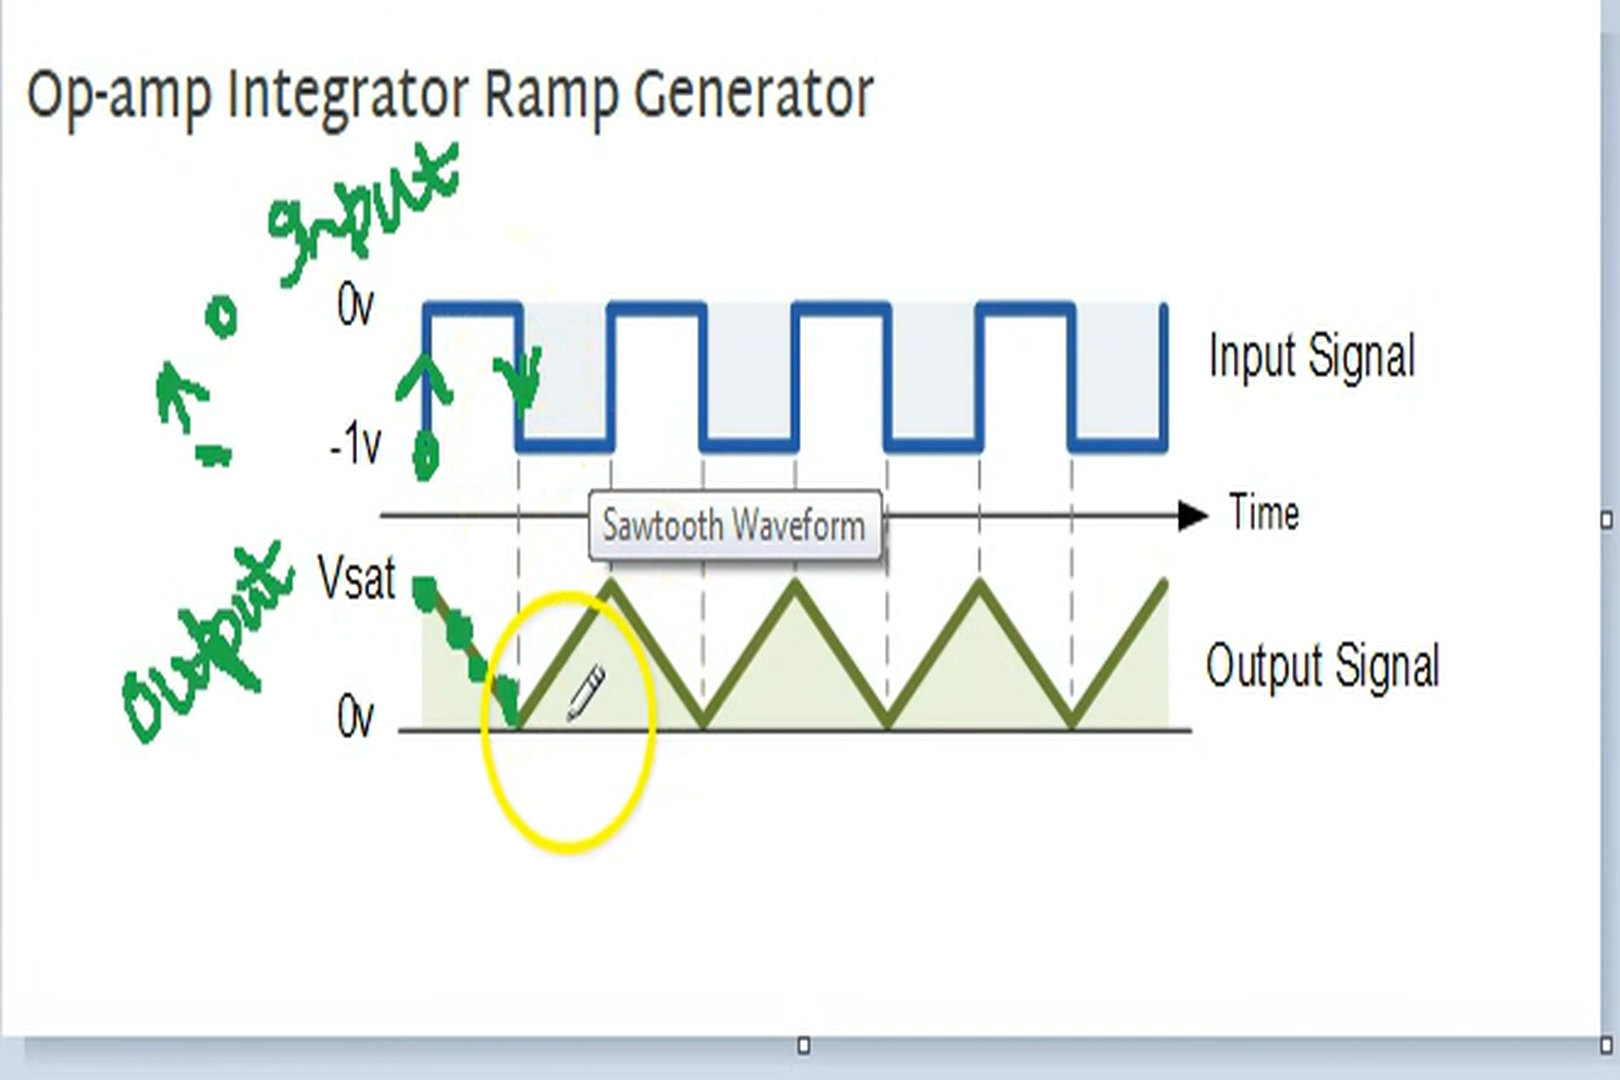 Op-amp Integrator Ramp Generator
Input
0
0v
Input Signal
-1v
Sawtooth Waveform
Time
Output
Vsat
Output Signal
0v